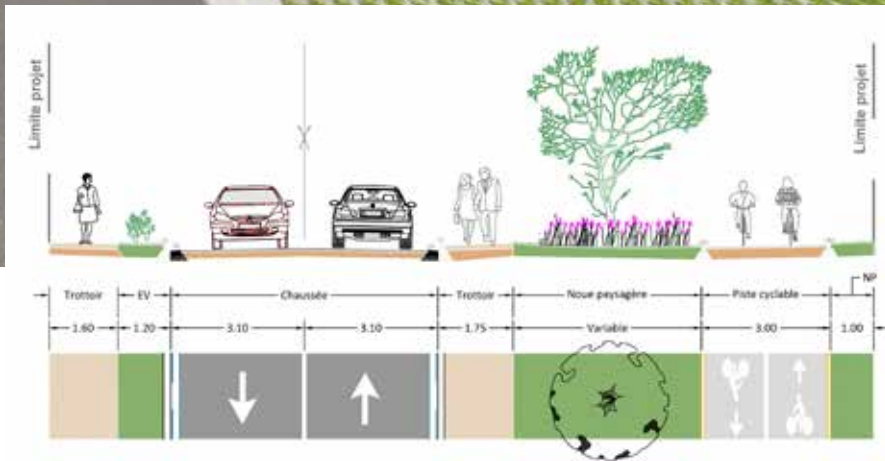 Limite projet
Limite projet
NP
Trottoir EV Chaussée Trottoir Noue paysagère Piste cyclable
1.60 1.20 3.10 3.10 1.75 Variable 3.00 1.00